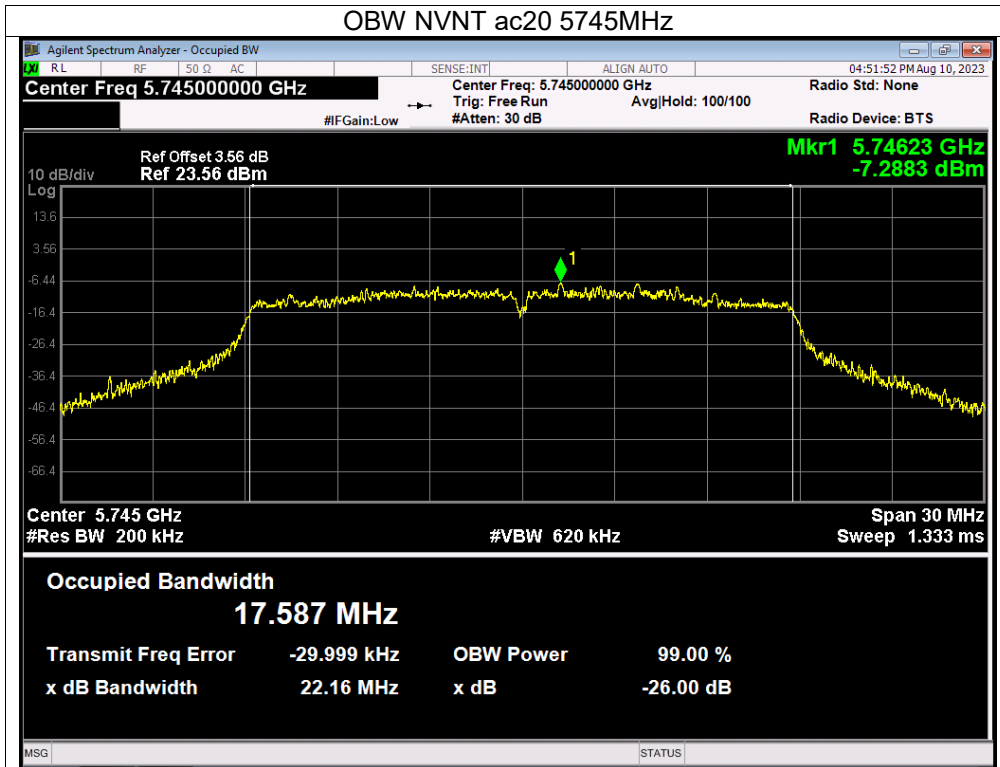 OBW NVNT ac20 5745MHz
Agilent Spectrum Analyzer - Occupied BW
LXI RL RF 50 Ω AC SENSE:INT ALIGN AUTO 04:51:52 PM Aug 10, 2023
Center Freq 5.745000000 GHz Center Freq: 5.745000000 GHz Radio Std: None
Trig: Free Run Avg|Hold: 100/100
#IFGain:Low #Atten: 30 dB Radio Device: BTS
Mkr1 5.74623 GHz
-7.2883 dBm
Ref Offset 3.56 dB
10 dB/div Ref 23.56 dBm
Log
13.6
3.56
1
-6.44
-16.4
-26.4
-36.4
-46.4
-56.4
-66.4
Center 5.745 GHz Span 30 MHz
#Res BW 200 kHz #VBW 620 kHz Sweep 1.333 ms
Occupied Bandwidth
17.587 MHz
Transmit Freq Error -29.999 kHz OBW Power 99.00 %
x dB Bandwidth 22.16 MHz x dB -26.00 dB
MSG STATUS